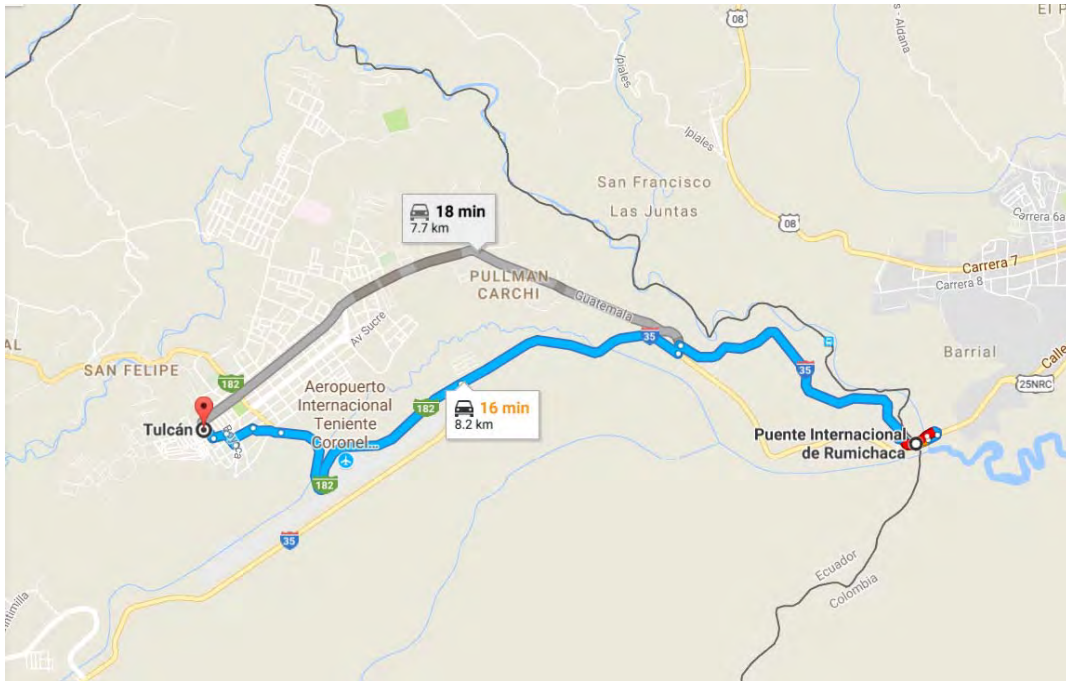 08
El P
- Aldana
Ipiales
Ipiales
San Francisco
Las Juntas
08
Carrera 6a
Carrera 7
Carrera 8
18 min
7.7 km
PULLMAN
CARCHI
Guatemala
Av Sucre
35
AL
SAN FELIPE
182
Barrial
Calle
25NRC
35
Aeropuerto
Internacional
Teniente
Coronel...
182
16 min
8.2 km
Tulcán
Puente Internacional
de Rumichaca
182
35
Ecuador
Colombia